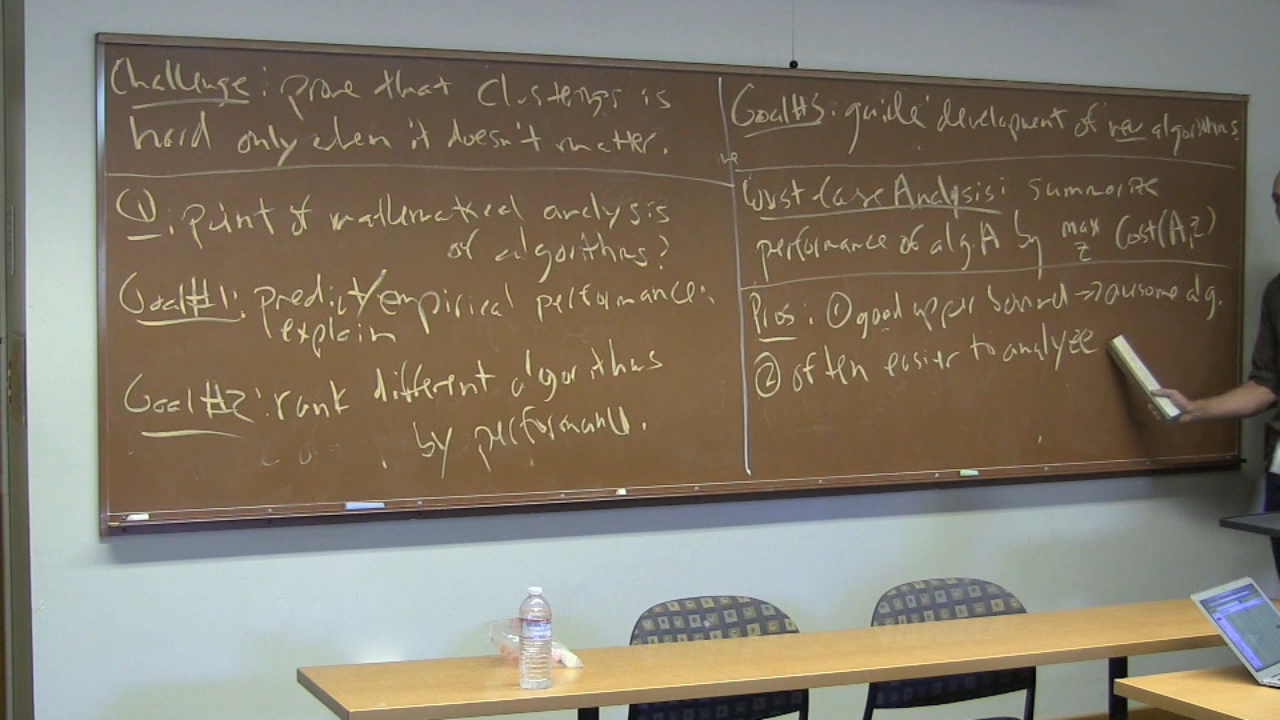 Challenge: prove that clusterings is
hard only when it doesn't matter.
①: point of mathematical analysis
of algorithms?
Goal #1: predict/empirical performance.
explain
Goal #2: rank different algorithms
by performance.
Goal #3: guide development of new algorithms.
Worst Case Analysis: summarize
performance of alg. A by max Cost(A,z)
z
Pros: ① good upper bound → awesome alg.
② often easier to analyze